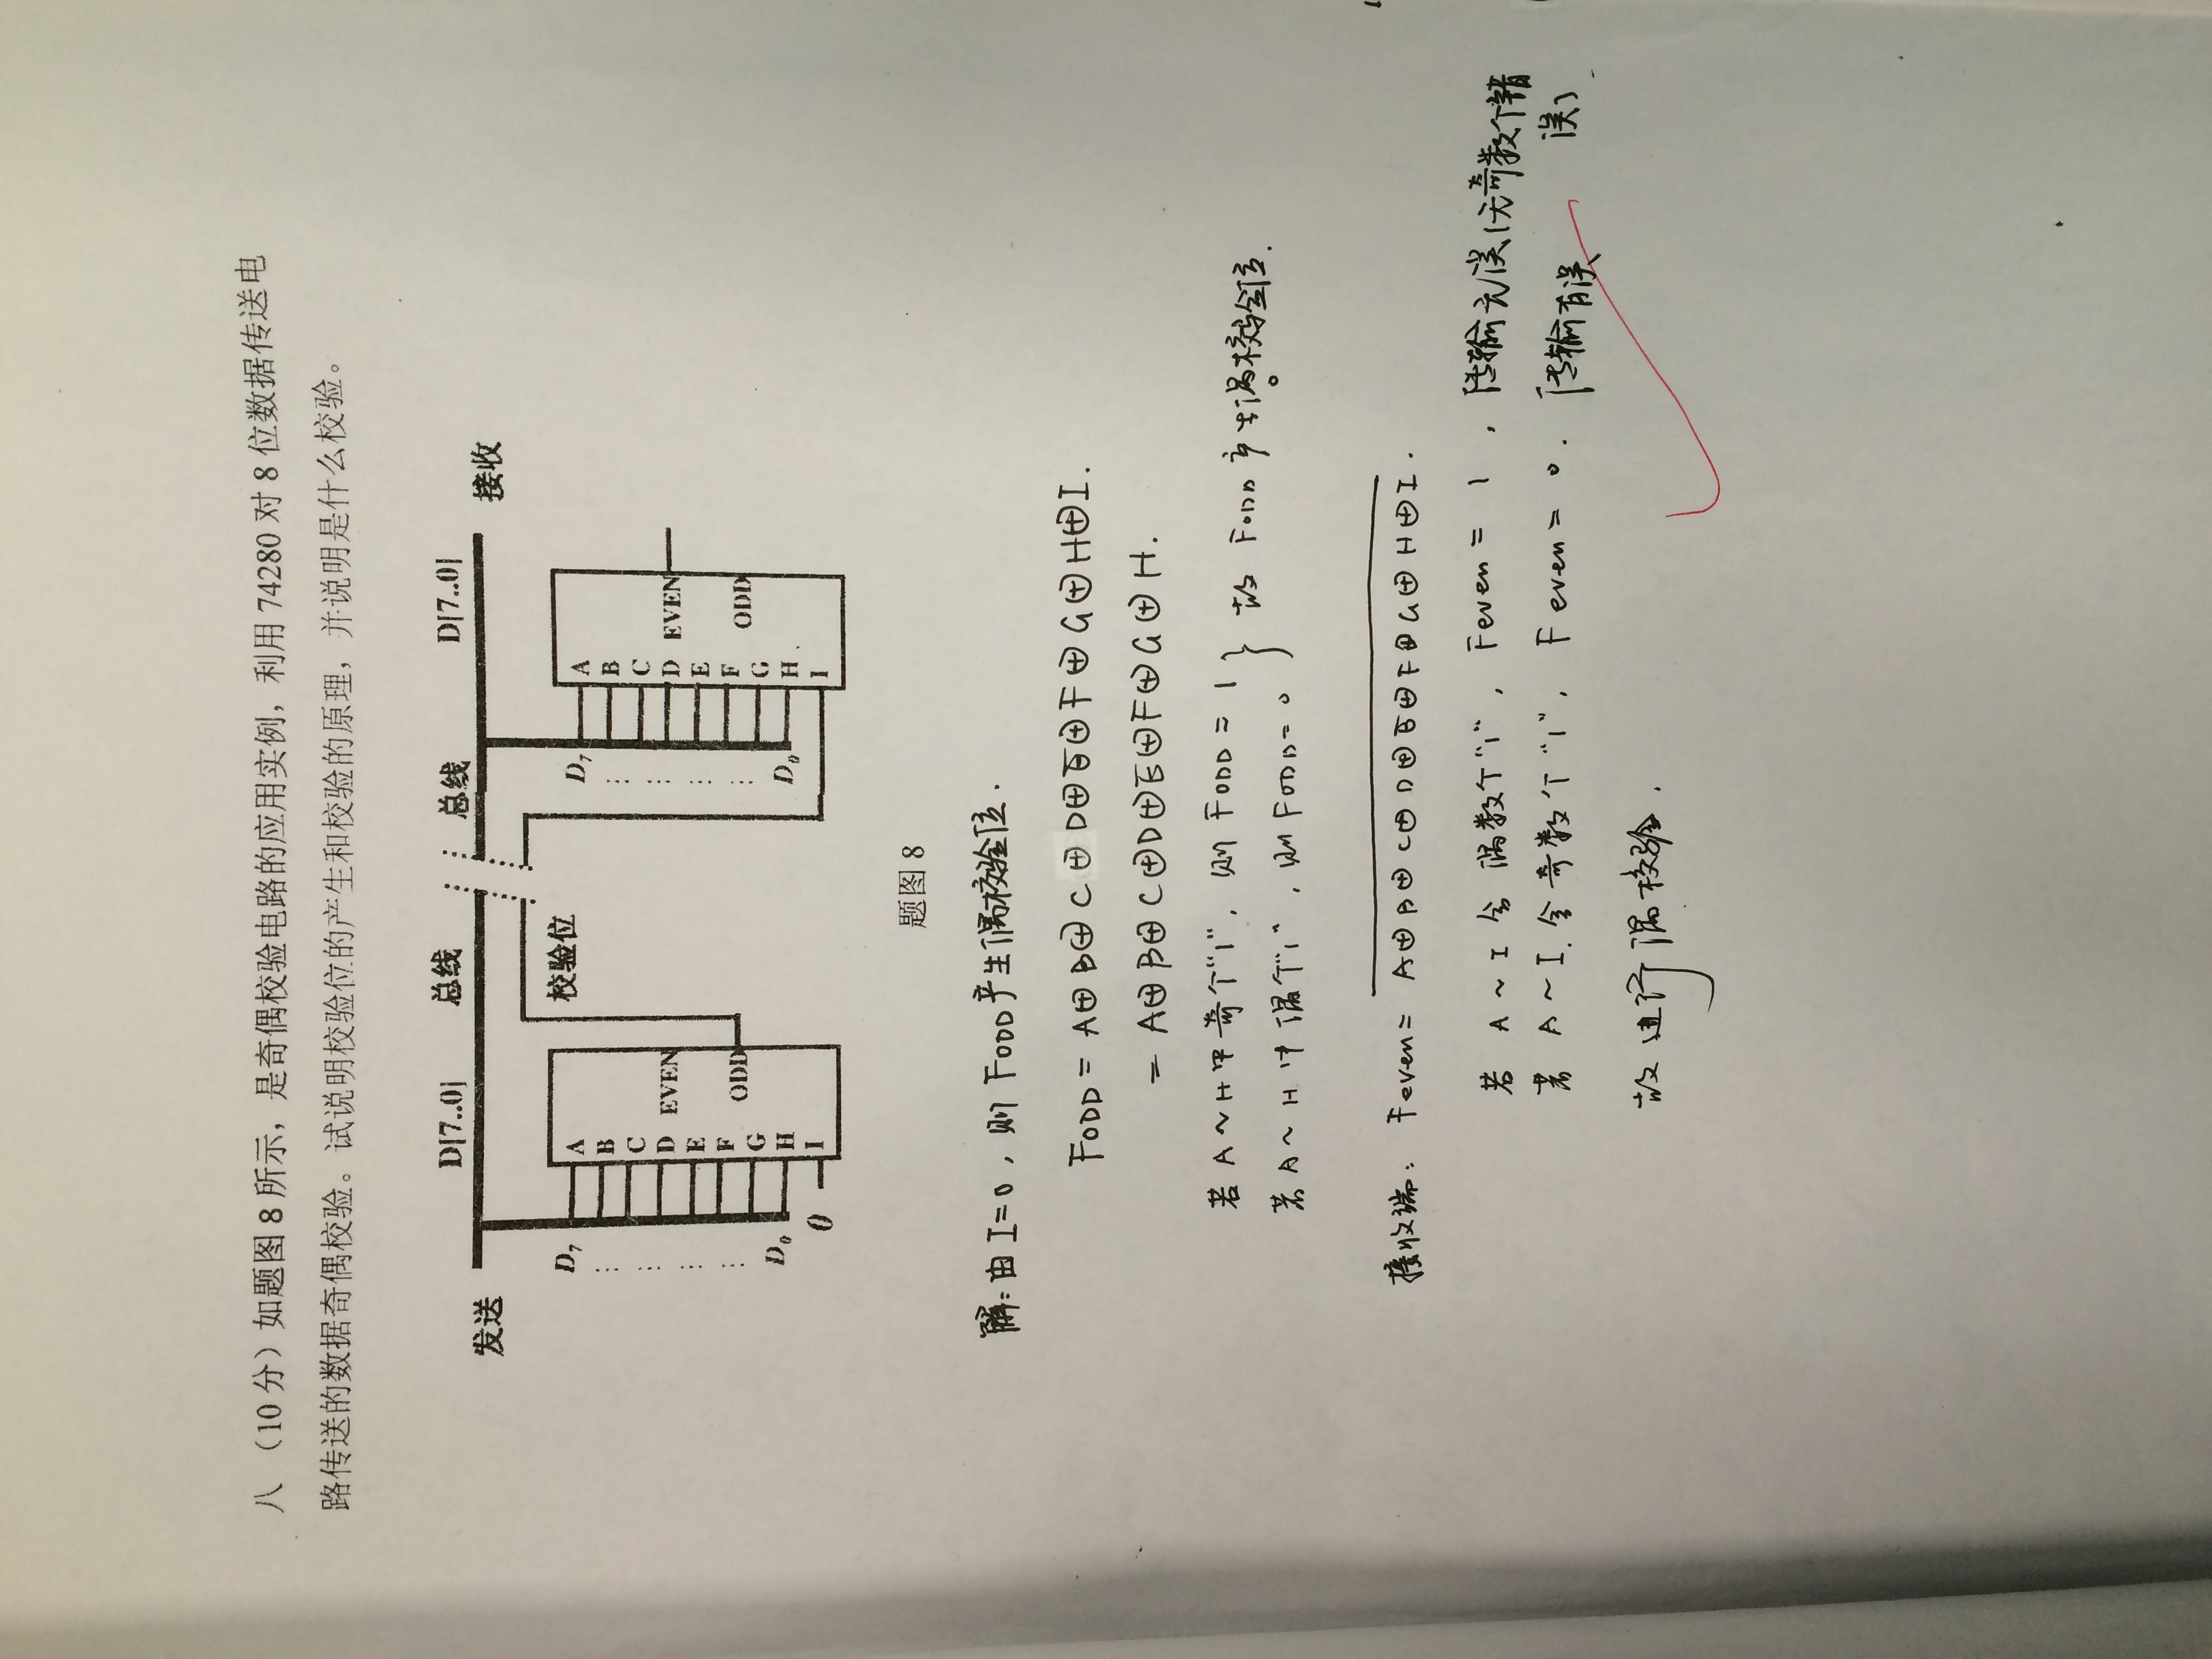 八 （10分）如题图8所示，是奇偶校验电路的应用实例，利用74280对8位数据传送电
路传送的数据奇偶校验。试说明校验位的产生和校验的原理，并说明是什么校验。
发送
D[7..0]
总线
总线
D[7..0]
接收
校验位
D7
D0
0
A
B
C
D
E
F
G
H
I
EVEN
ODD
D7
D0
A
B
C
D
E
F
G
H
I
EVEN
ODD
题图8
解:由I=0，则FODD产生偶校验位.
FODD = A⊕B⊕C⊕D⊕E⊕F⊕G⊕H⊕I.
= A⊕B⊕C⊕D⊕E⊕F⊕G⊕H.
若A~H中奇个"1"，则FODD=1 } 故FODD产生偶校验位.
若A~H中偶个"1"，则FODD=0
接收端: Feven= A⊕B⊕C⊕D⊕E⊕F⊕G⊕H⊕I.
若A~I含偶数个"1"，Feven=1，传输无误(无奇数个错误)
若A~I含奇数个"1"，Feven=0. 传输有误
故进行偶校验.